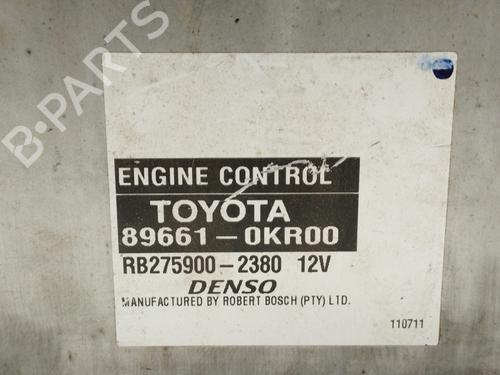 B-PARTS
ENGINE CONTROL
TOYOTA
89661-0KR00
RB275900-2380 12V
DENSO
MANUFACTURED BY ROBERT BOSCH (PTY) LTD.
110711